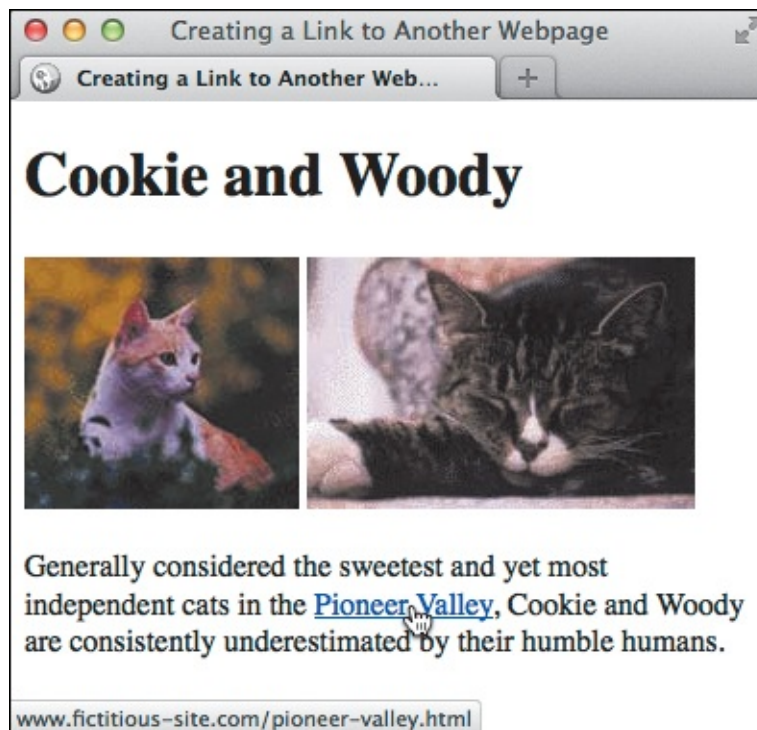 Creating a Link to Another Webpage
Creating a Link to Another Web...
Cookie and Woody
Generally considered the sweetest and yet most
independent cats in the Pioneer Valley, Cookie and Woody
are consistently underestimated by their humble humans.
www.fictitious-site.com/pioneer-valley.html